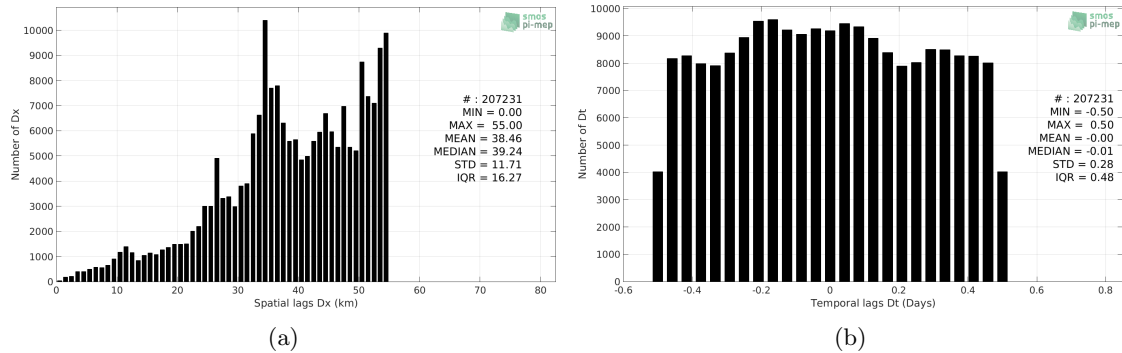 smos
pi-mep
10000
9000
8000
7000
6000
5000
4000
3000
2000
1000
0
Number of Dx
# : 207231
MIN = 0.00
MAX = 55.00
MEAN = 38.46
MEDIAN = 39.24
STD = 11.71
IQR = 16.27
0 10 20 30 40 50 60 70 80
Spatial lags Dx (km)
(a)
smos
pi-mep
10000
9000
8000
7000
6000
5000
4000
3000
2000
1000
0
Number of Dt
# : 207231
MIN = -0.50
MAX = 0.50
MEAN = -0.00
MEDIAN = -0.01
STD = 0.28
IQR = 0.48
-0.6 -0.4 -0.2 0 0.2 0.4 0.6 0.8
Temporal lags Dt (Days)
(b)